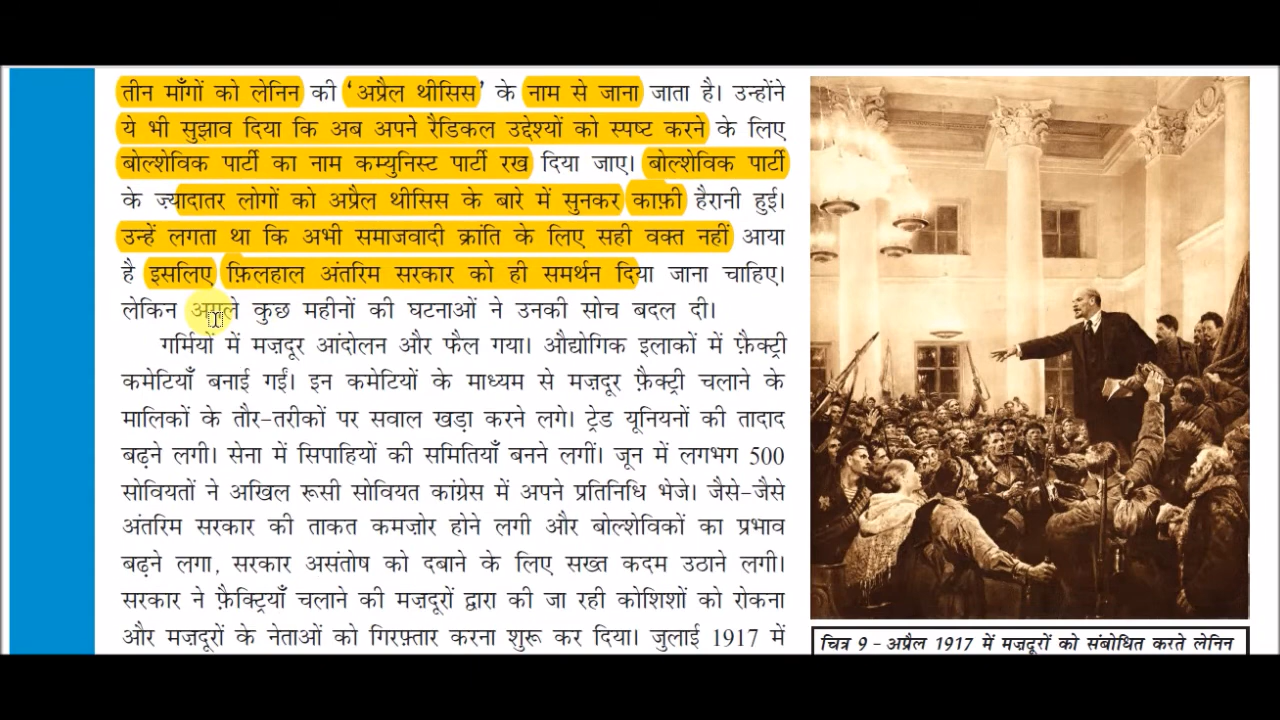 तीन माँगों को लेनिन की ‘अप्रैल थीसिस’ के नाम से जाना जाता है। उन्होंने
ये भी सुझाव दिया कि अब अपने रैडिकल उद्देश्यों को स्पष्ट करने के लिए
बोल्शेविक पार्टी का नाम कम्युनिस्ट पार्टी रख दिया जाए। बोल्शेविक पार्टी
के ज्यादातर लोगों को अप्रैल थीसिस के बारे में सुनकर काफ़ी हैरानी हुई।
उन्हें लगता था कि अभी समाजवादी क्रांति के लिए सही वक्त नहीं आया
है इसलिए फ़िलहाल अंतरिम सरकार को ही समर्थन दिया जाना चाहिए।
लेकिन अगले कुछ महीनों की घटनाओं ने उनकी सोच बदल दी।
गर्मियों में मज़दूर आंदोलन और फैल गया। औद्योगिक इलाकों में फ़ैक्ट्री
कमेटियाँ बनाई गईं। इन कमेटियों के माध्यम से मज़दूर फ़ैक्ट्री चलाने के
मालिकों के तौर-तरीकों पर सवाल खड़ा करने लगे। ट्रेड यूनियनों की तादाद
बढ़ने लगी। सेना में सिपाहियों की समितियाँ बनने लगीं। जून में लगभग 500
सोवियतों ने अखिल रूसी सोवियत कांग्रेस में अपने प्रतिनिधि भेजे। जैसे-जैसे
अंतरिम सरकार की ताकत कमज़ोर होने लगी और बोल्शेविकों का प्रभाव
बढ़ने लगा, सरकार असंतोष को दबाने के लिए सख्त कदम उठाने लगी।
सरकार ने फ़ैक्ट्रियाँ चलाने की मज़दूरों द्वारा की जा रही कोशिशों को रोकना
और मज़दूरों के नेताओं को गिरफ़्तार करना शुरू कर दिया। जुलाई 1917 में
चित्र 9 – अप्रैल 1917 में मज़दूरों को संबोधित करते लेनिन